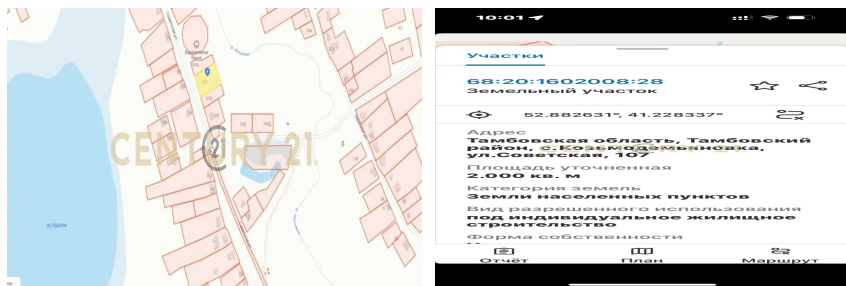 CENTURY 21
10:01
Участки
68:20:1602008:28
Земельный участок
52.882631°, 41.228337°
Адрес
Тамбовская область, Тамбовский
район, с.Козьмодемьяновка,
ул.Советская, 107
Площадь уточненная
2.000 кв. м
Категория земель
Земли населенных пунктов
Вид разрешенного использования
под индивидуальное жилищное
строительство
Форма собственности
Отчёт
План
Маршрут